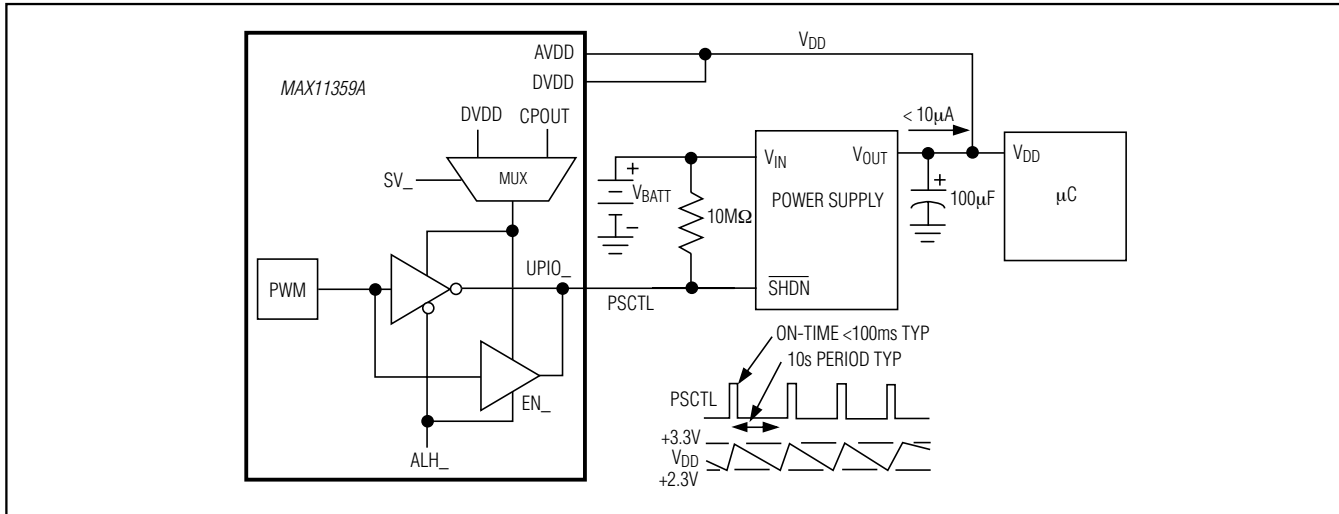 AVDD
VDD
DVDD
MAX11359A
DVDD
CPOUT
SV_
MUX
PWM
UPIO_
EN_
ALH_
PSCTL
+
VBATT
-
10MΩ
VIN
VOUT
POWER SUPPLY
SHDN
< 10μA
+
100μF
VDD
μC
ON-TIME <100ms TYP
10s PERIOD TYP
PSCTL
+3.3V
VDD
+2.3V